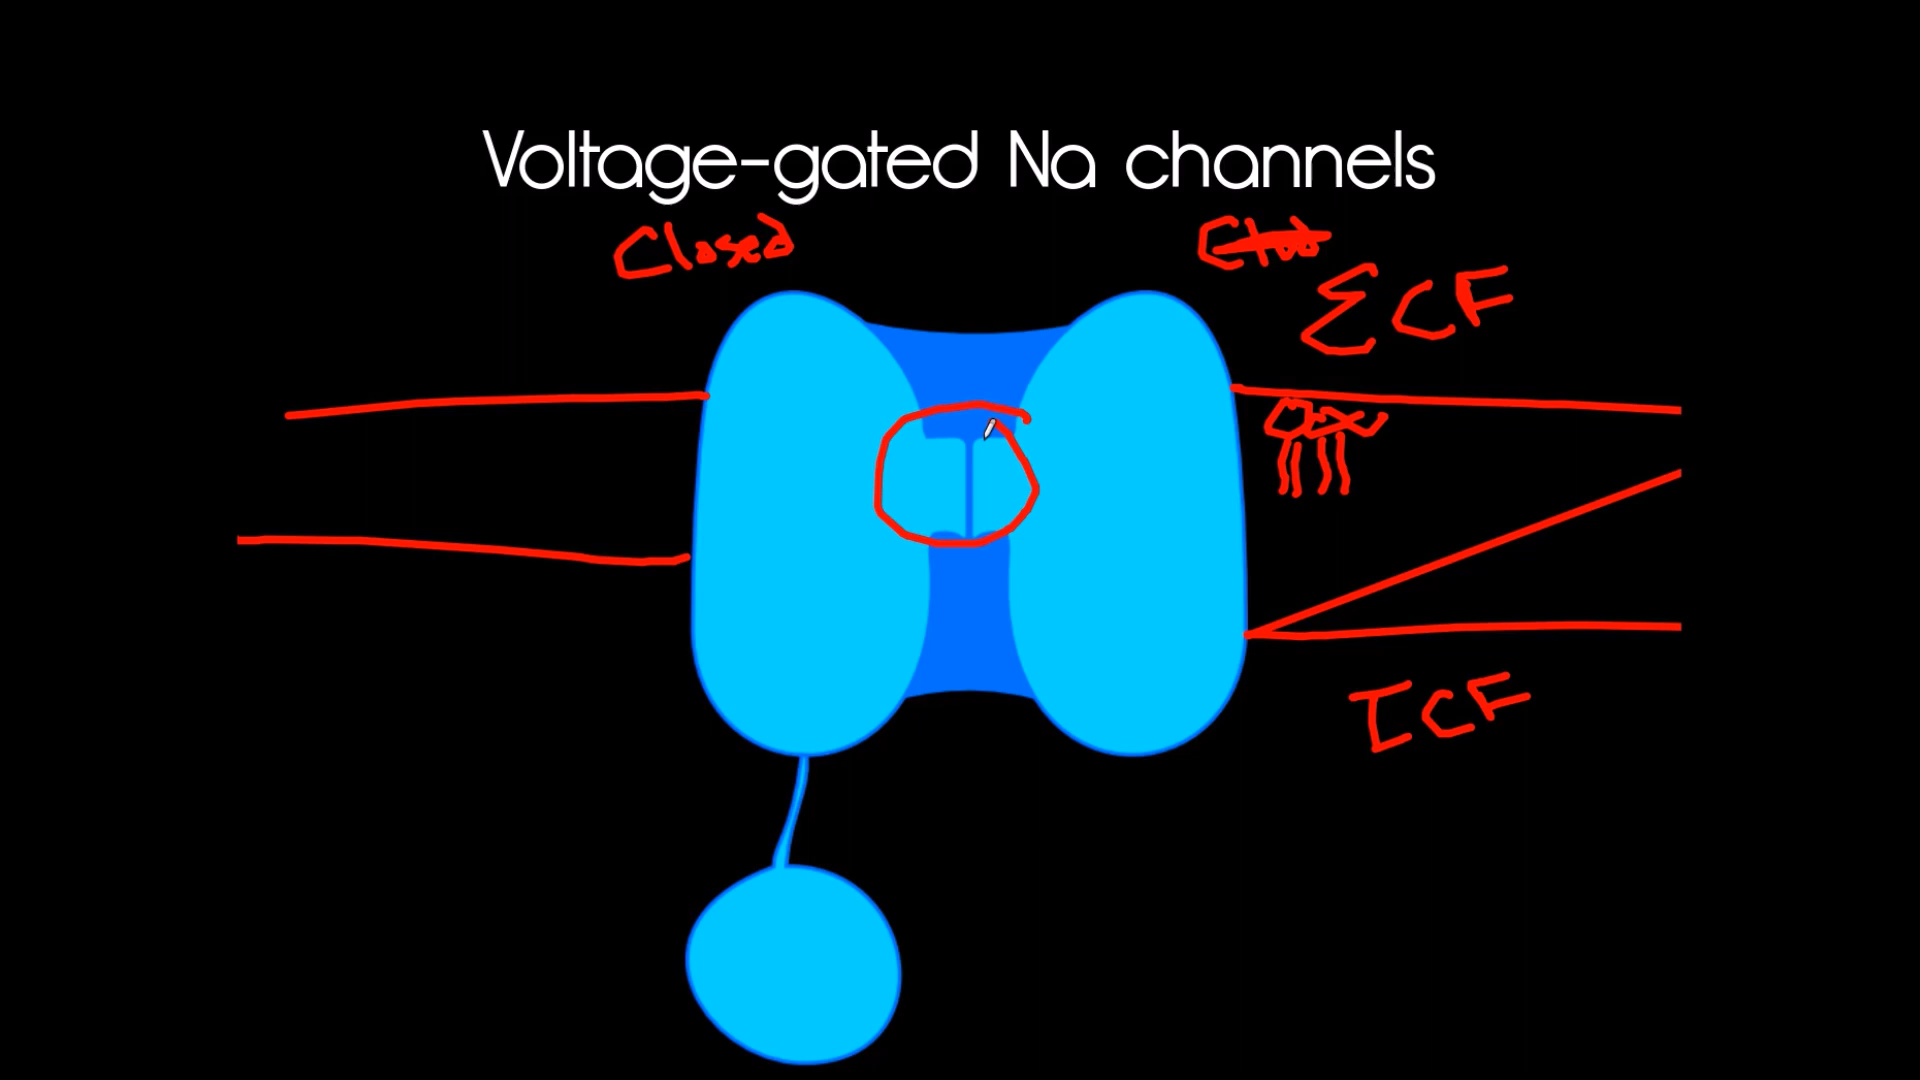 Voltage-gated Na channels
Closed
ECF
ICF